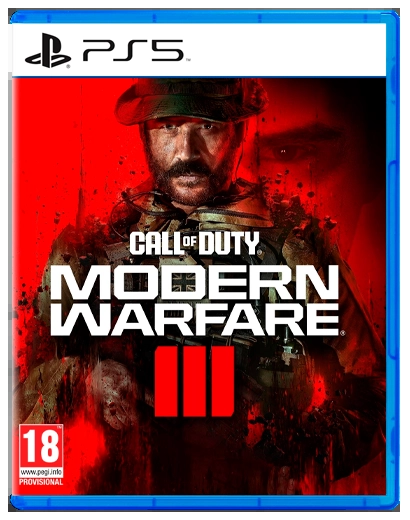 PS5
CALL OF DUTY
MODERN
WARFARE
III
18
www.pegi.info
PROVISIONAL